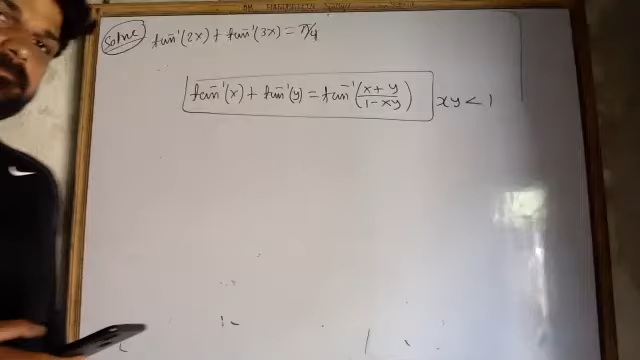 Solve tan⁻¹(2x) + tan⁻¹(3x) = π/4
tan⁻¹(x) + tan⁻¹(y) = tan⁻¹((x + y)/(1 - xy)) xy < 1